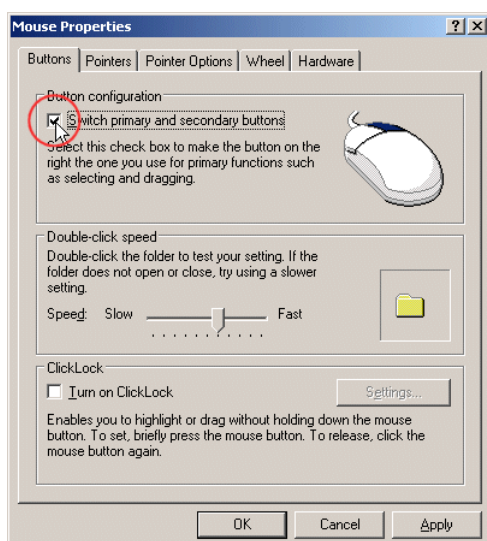 Mouse Properties
Buttons Pointers Pointer Options Wheel Hardware
Button configuration
Switch primary and secondary buttons
Select this check box to make the button on the
right the one you use for primary functions such
as selecting and dragging.
Double-click speed
Double-click the folder to test your setting. If the
folder does not open or close, try using a slower
setting.
Speed: Slow Fast
ClickLock
Turn on ClickLock Settings...
Enables you to highlight or drag without holding down the mouse
button. To set, briefly press the mouse button. To release, click the
mouse button again.
OK Cancel Apply